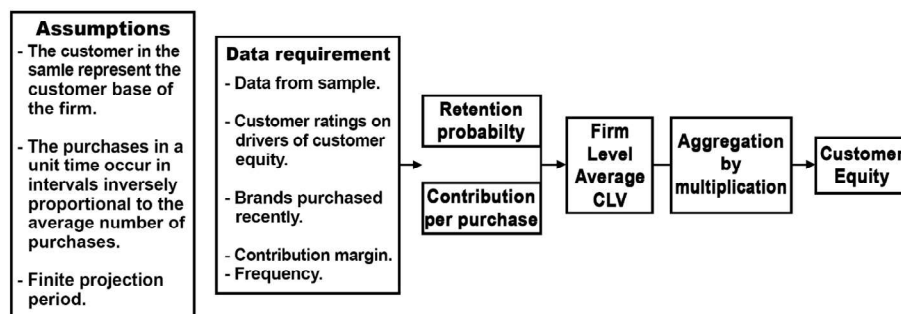 Assumptions
- The customer in the
samle represent the
customer base of
the firm.
- The purchases in a
unit time occur in
intervals inversely
proportional to the
average number of
purchases.
- Finite projection
period.
Data requirement
- Data from sample.
- Customer ratings on
drivers of customer
equity.
- Brands purchased
recently.
- Contribution margin.
- Frequency.
Retention
probabilty
Contribution
per purchase
Firm
Level
Average
CLV
Aggregation
by
multiplication
Customer
Equity